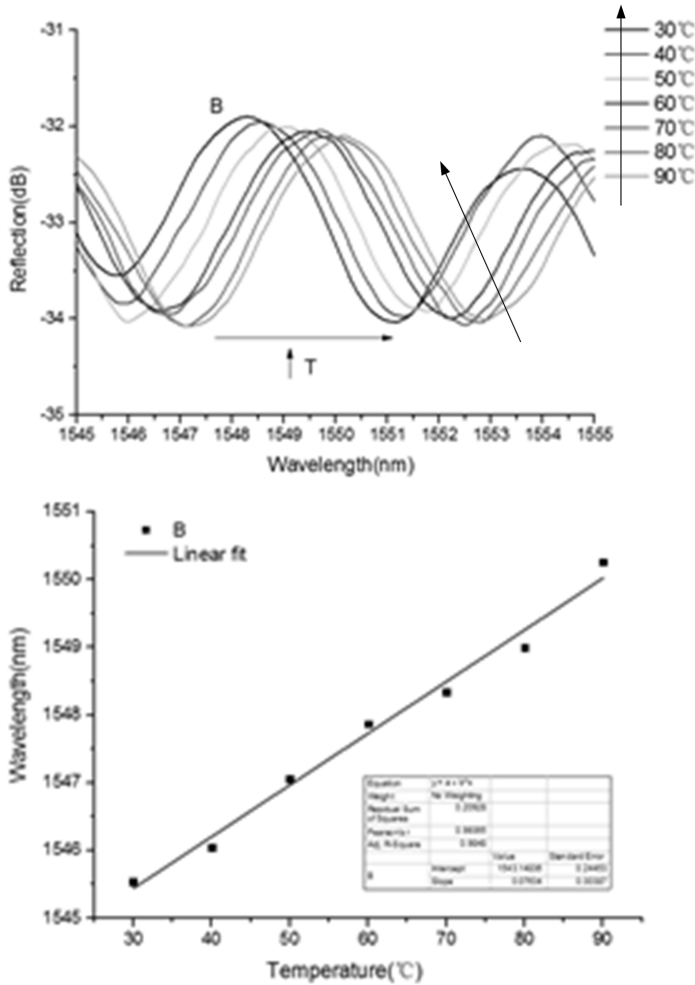 -31
-32
-33
-34
-35
Reflection(dB)
B
T
30℃
40℃
50℃
60℃
70℃
80℃
90℃
1545 1546 1547 1548 1549 1550 1551 1552 1553 1554 1555
Wavelength(nm)
1551
1550
1549
1548
1547
1546
1545
Wavelength(nm)
B
Linear fit
Equation
Weight No Weighting
Residual Sum
of Squares
Pearson's r
Adj. R-Square
Value Standard Error
B
Intercept
Slope
30 40 50 60 70 80 90
Temperature(℃)